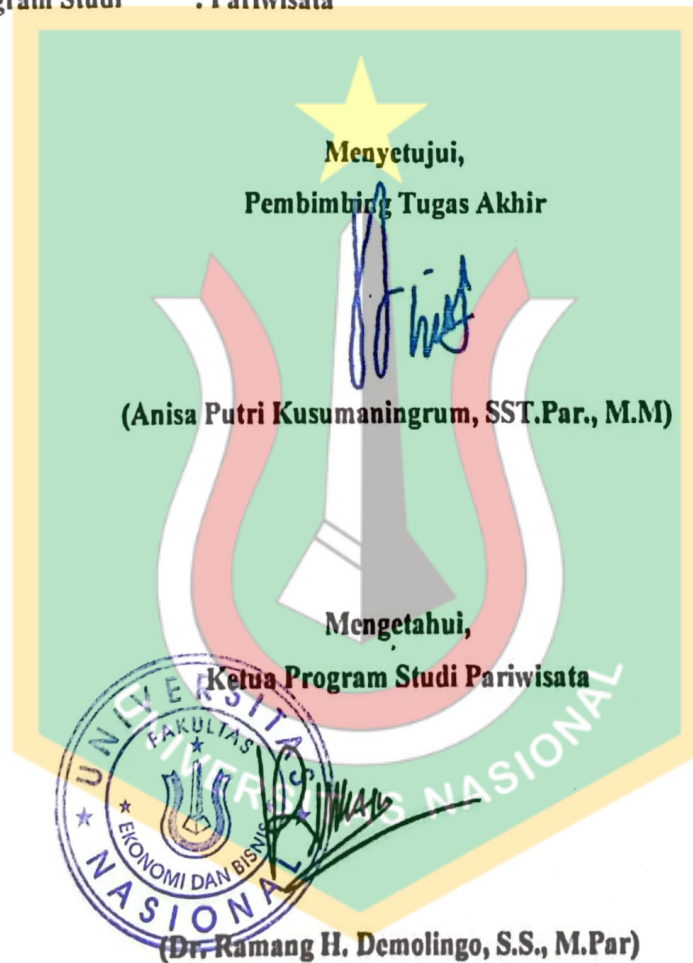 gram Studi : Pariwisata
Menyetujui,
Pembimbing Tugas Akhir
(Anisa Putri Kusumaningrum, SST.Par., M.M)
Mengetahui,
Ketua Program Studi Pariwisata
UNIVERSITAS NASIONAL
UNIVERSITAS NASIONAL
FAKULTAS
EKONOMI DAN BISNIS
(Dr. Ramang H. Demolingo, S.S., M.Par)